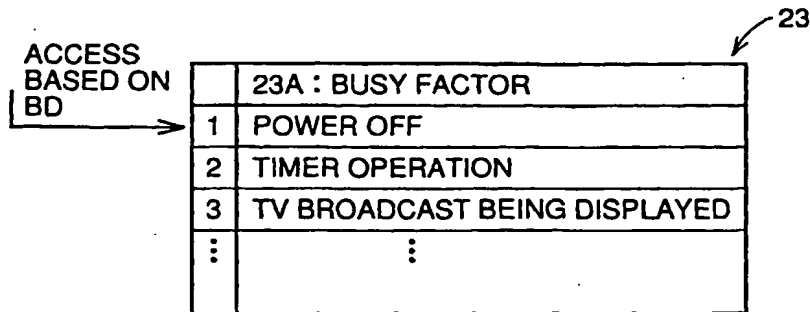 23
ACCESS
BASED ON
BD
23A : BUSY FACTOR
1 POWER OFF
2 TIMER OPERATION
3 TV BROADCAST BEING DISPLAYED
⋮ ⋮